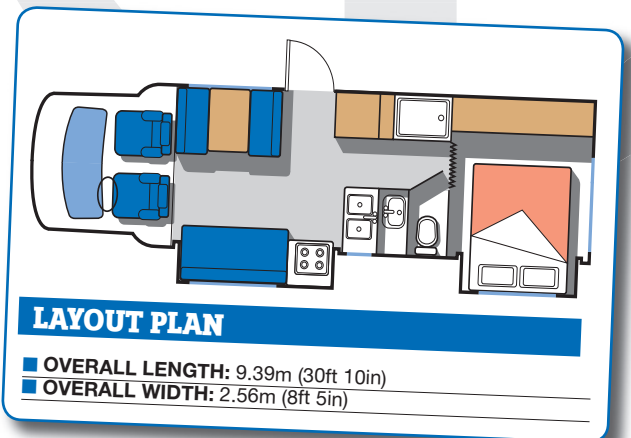 LAYOUT PLAN
OVERALL LENGTH: 9.39m (30ft 10in)
OVERALL WIDTH: 2.56m (8ft 5in)